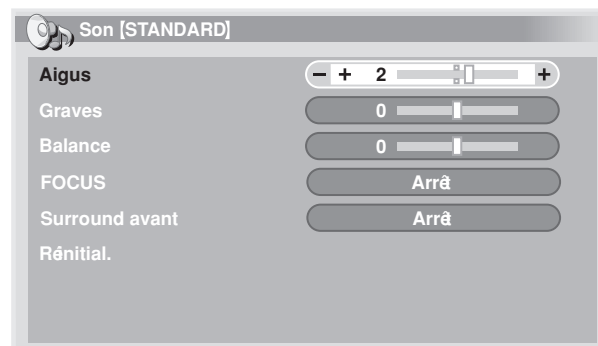 Son [STANDARD]
Aigus − + 2 +
Graves 0
Balance 0
FOCUS Arrêt
Surround avant Arrêt
Réinitial.